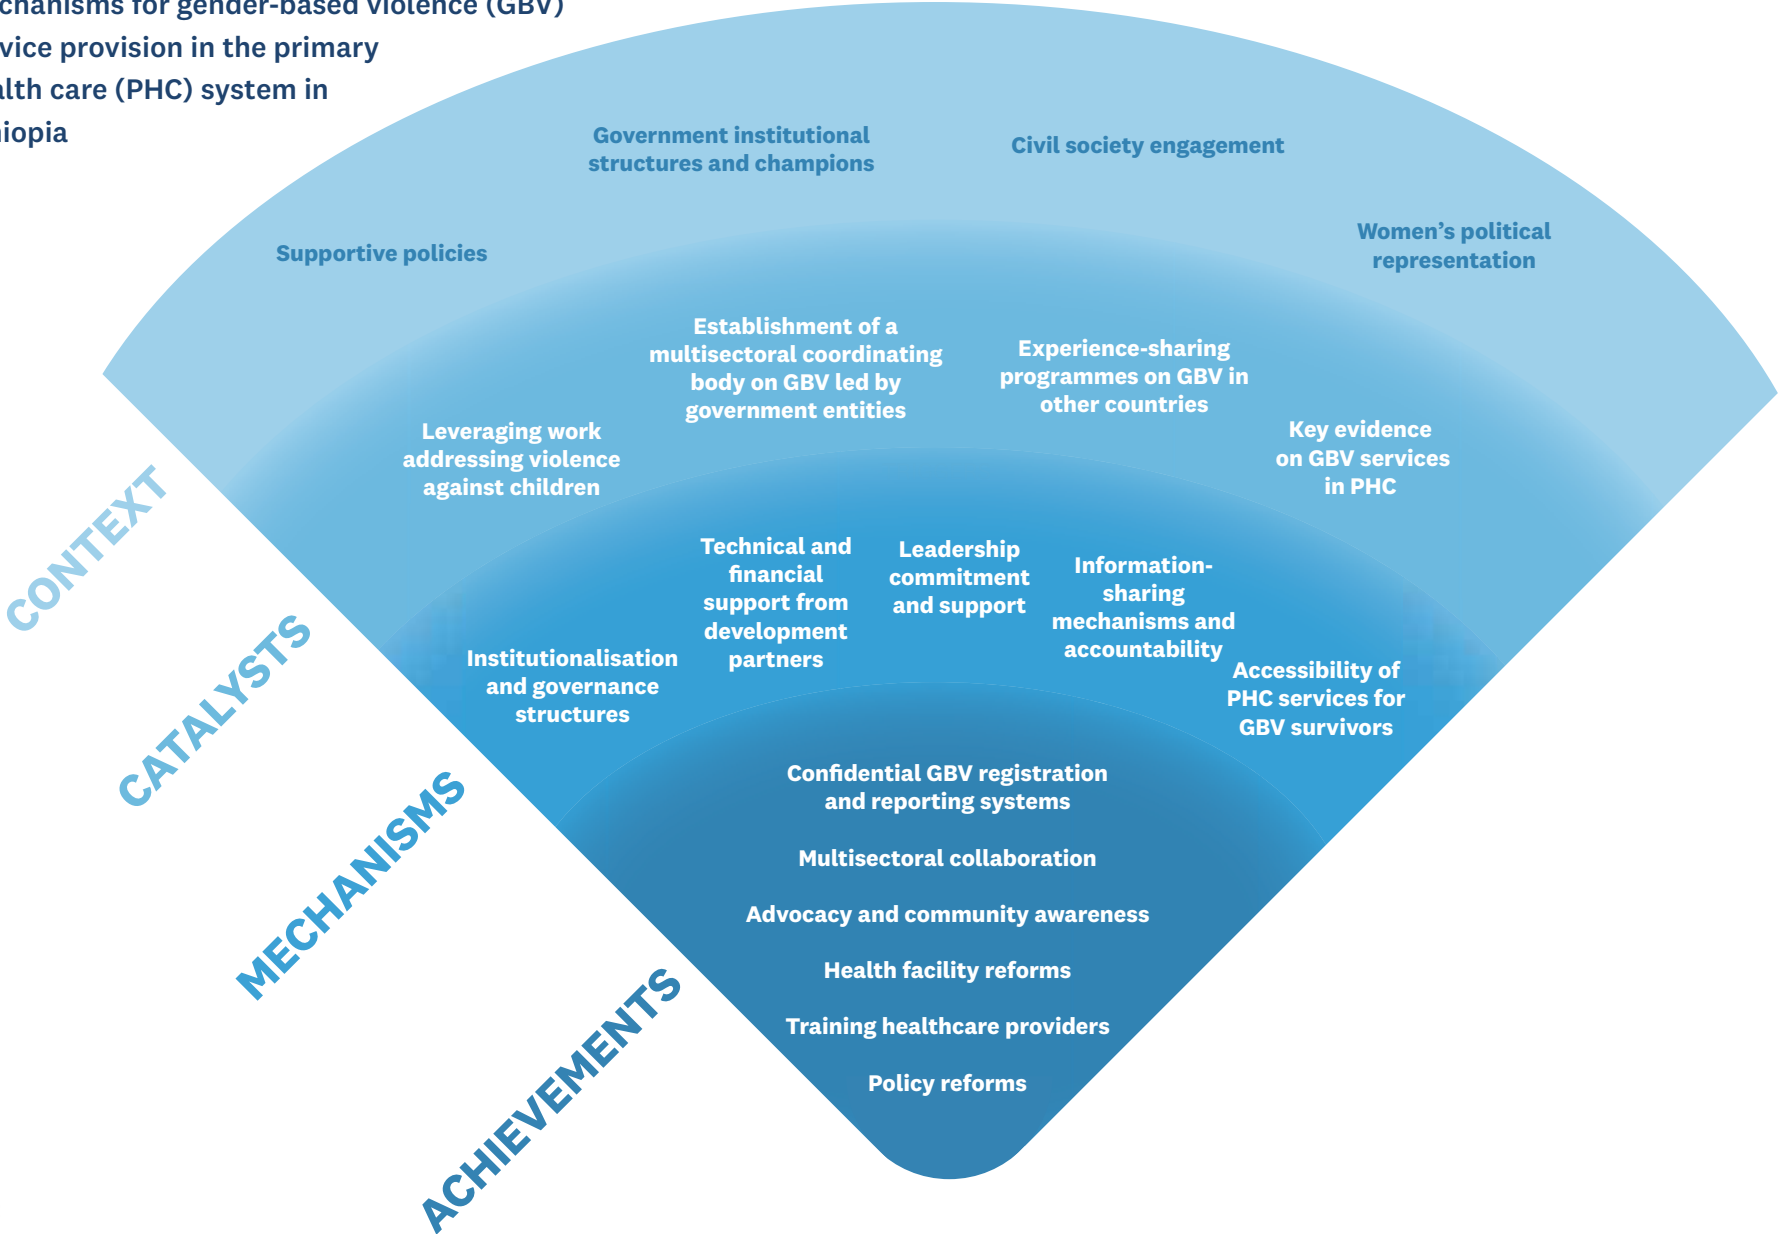 chanisms for gender-based violence (GBV)
vice provision in the primary
alth care (PHC) system in
iopia
Government institutional
structures and champions
Civil society engagement
Supportive policies
Women’s political
representation
Establishment of a
multisectoral coordinating
body on GBV led by
government entities
Experience-sharing
programmes on GBV in
other countries
Leveraging work
addressing violence
against children
Key evidence
on GBV services
in PHC
Technical and
financial
support from
development
partners
Leadership
commitment
and support
Information-
sharing
mechanisms and
accountability
Institutionalisation
and governance
structures
Accessibility of
PHC services for
GBV survivors
Confidential GBV registration
and reporting systems
Multisectoral collaboration
Advocacy and community awareness
Health facility reforms
Training healthcare providers
Policy reforms
CONTEXT
CATALYSTS
MECHANISMS
ACHIEVEMENTS